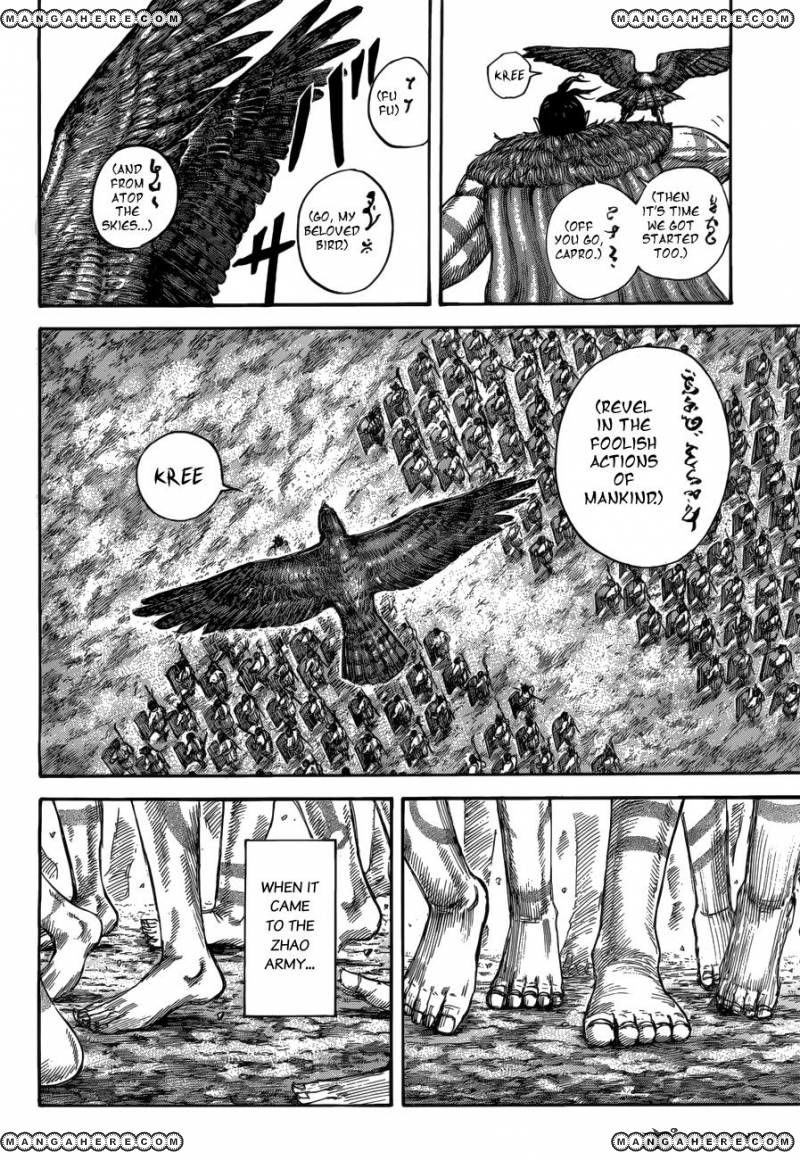 MANGAHERE.COM
MANGAHERE.COM
KREE
(THEN
IT'S TIME
WE GOT
STARTED
TOO.)
(OFF
YOU GO,
CAPRO.)
(FU
FU)
(GO, MY
BELOVED
BIRD.)
(AND
FROM
ATOP
THE
SKIES...)
(REVEL
IN THE
FOOLISH
ACTIONS
OF
MANKIND.)
KREE
WHEN IT
CAME
TO THE
ZHAO
ARMY...
MANGAHERE.COM
MANGAHERE.COM